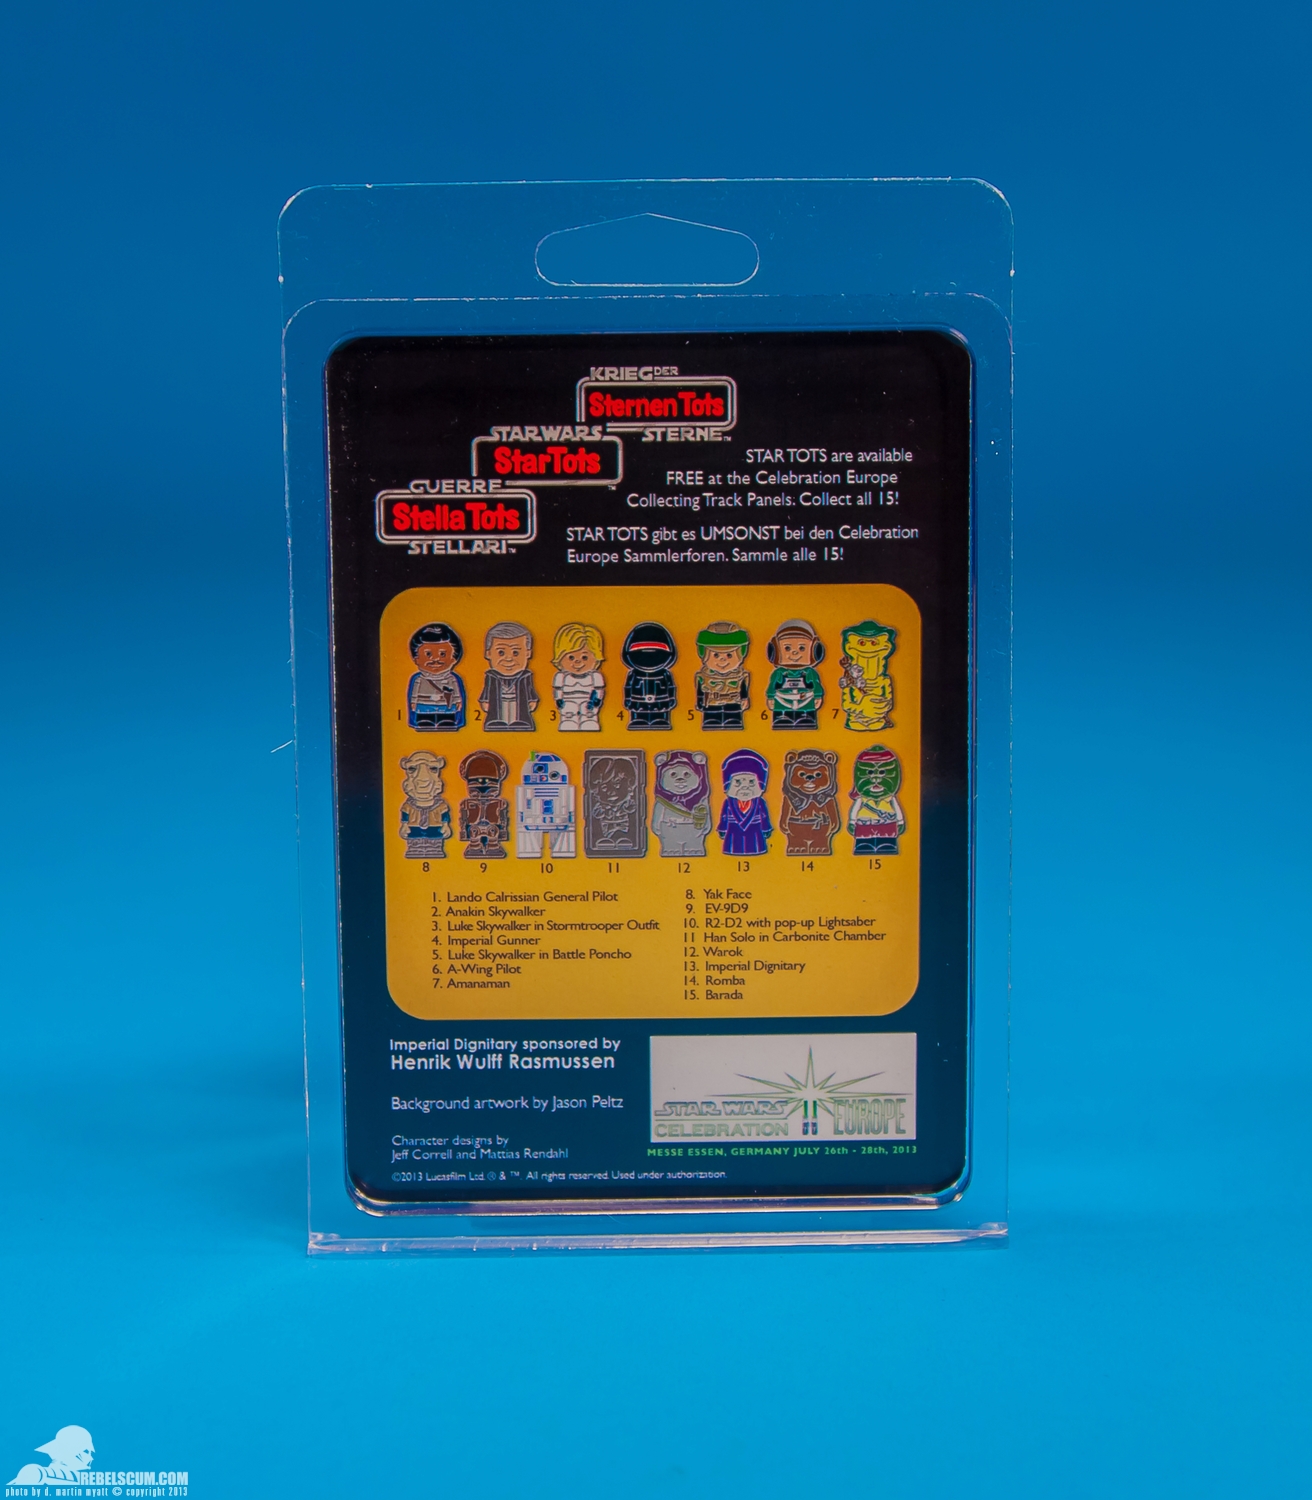 KRIEG DER
Sternen Tots
STERNE™
STAR WARS
StarTots
™
GUERRE
Stella Tots
STELLARI™
STAR TOTS are available
FREE at the Celebration Europe
Collecting Track Panels. Collect all 15!
STAR TOTS gibt es UMSONST bei den Celebration
Europe Sammlerforen. Sammle alle 15!
1 2 3 4 5 6 7
8 9 10 11 12 13 14 15
1. Lando Calrissian General Pilot
2. Anakin Skywalker
3. Luke Skywalker in Stormtrooper Outfit
4. Imperial Gunner
5. Luke Skywalker in Battle Poncho
6. A-Wing Pilot
7. Amanaman
8. Yak Face
9. EV-9D9
10. R2-D2 with pop-up Lightsaber
11 Han Solo in Carbonite Chamber
12. Warok
13. Imperial Dignitary
14. Romba
15. Barada
Imperial Dignitary sponsored by
Henrik Wulff Rasmussen
Background artwork by Jason Peltz
Character designs by
Jeff Correll and Mattias Rendahl
©2013 Lucasfilm Ltd. ® & ™. All rights reserved. Used under authorization.
STAR WARS
CELEBRATION II EUROPE
MESSE ESSEN, GERMANY JULY 26th - 28th, 2013
REBELSCUM.COM
photo by d. martin myatt © copyright 2013